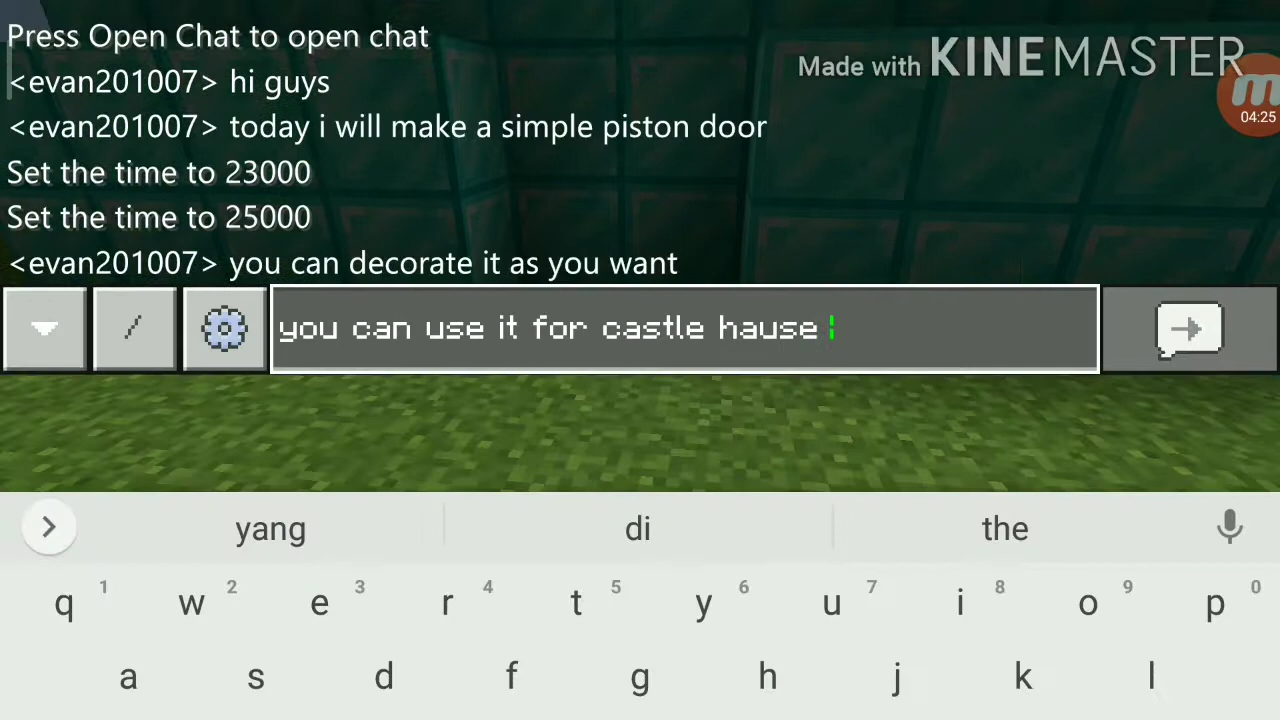 Press Open Chat to open chat
Made with KINEMASTER
<evan201007> hi guys
04:25
<evan201007> today i will make a simple piston door
Set the time to 23000
Set the time to 25000
<evan201007> you can decorate it as you want
/
you can use it for castle hause
yang di the
q 1 w 2 e 3 r 4 t 5 y 6 u 7 i 8 o 9 p 0
a s d f g h j k l